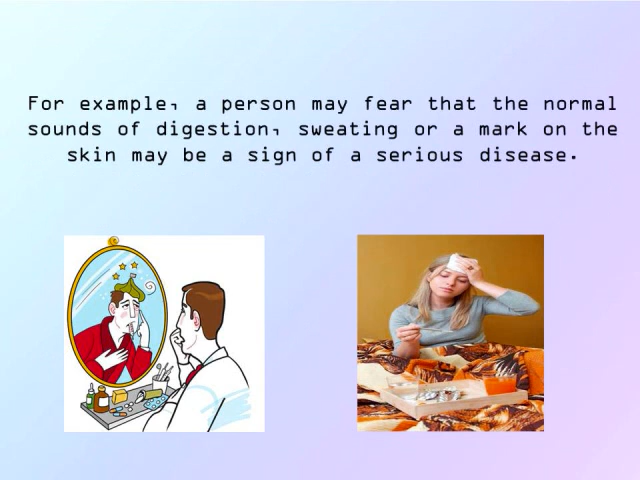 For example, a person may fear that the normal
sounds of digestion, sweating or a mark on the
skin may be a sign of a serious disease.